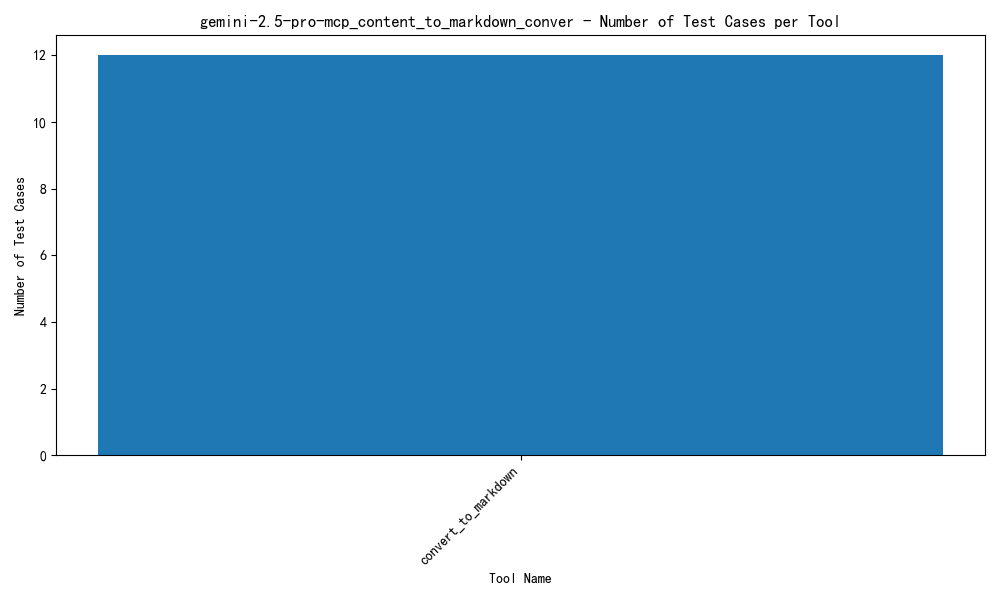 gemini-2.5-pro-mcp_content_to_markdown_conver - Number of Test Cases per Tool
12
10
8
6
4
2
0
Number of Test Cases
convert_to_markdown
Tool Name